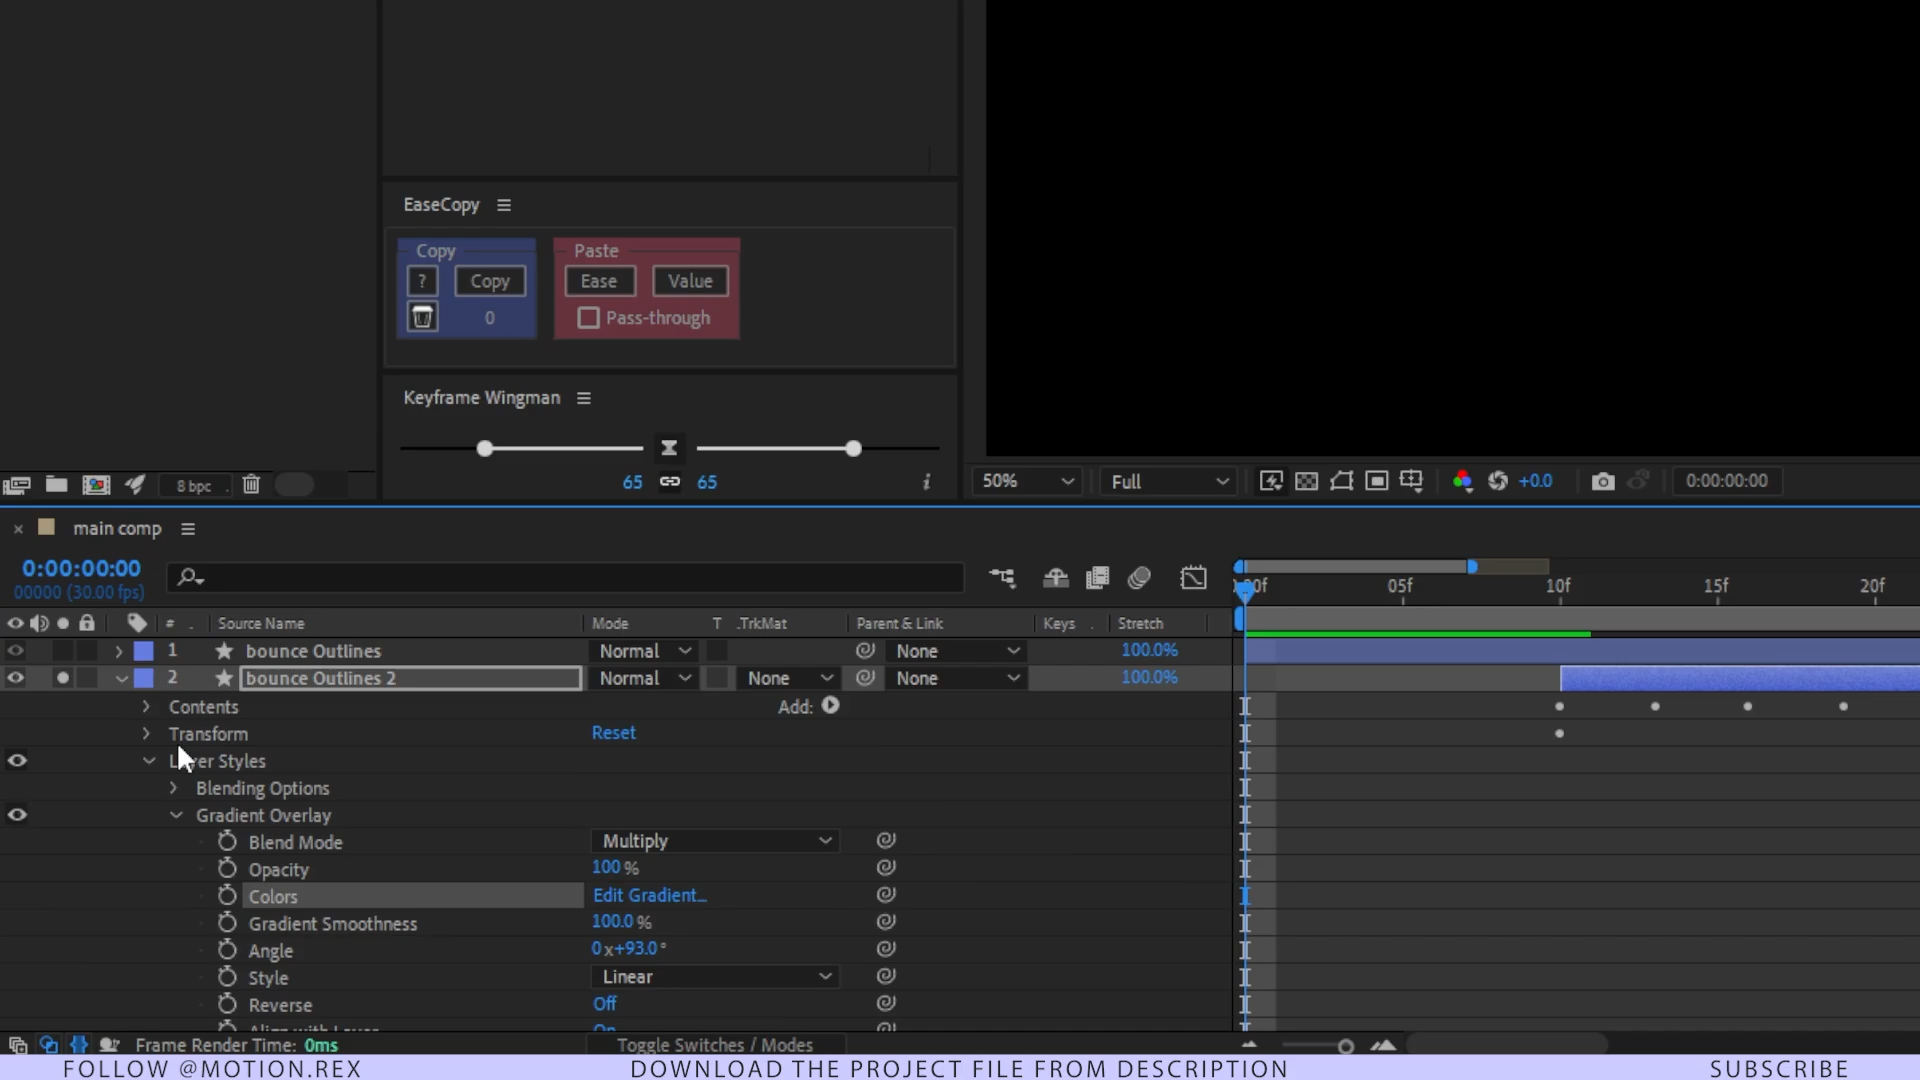 EaseCopy
Copy
Paste
? Copy
Ease Value
0
Pass-through
Keyframe Wingman
65 65
i
8 bpc
50% Full +0.0 0:00:00:00
main comp
0:00:00:00
00000 (30.00 fps)
05f 10f 15f 20f
# Source Name Mode T .TrkMat Parent & Link Keys Stretch
1 bounce Outlines Normal None 100.0%
2 bounce Outlines 2 Normal None None 100.0%
Contents Add:
Transform Reset
Layer Styles
Blending Options
Gradient Overlay
Blend Mode Multiply
Opacity 100 %
Colors Edit Gradient...
Gradient Smoothness 100.0 %
Angle 0 x+93.0 °
Style Linear
Reverse Off
Align with Layer On
Frame Render Time: 0ms Toggle Switches / Modes
FOLLOW @MOTION.REX DOWNLOAD THE PROJECT FILE FROM DESCRIPTION SUBSCRIBE